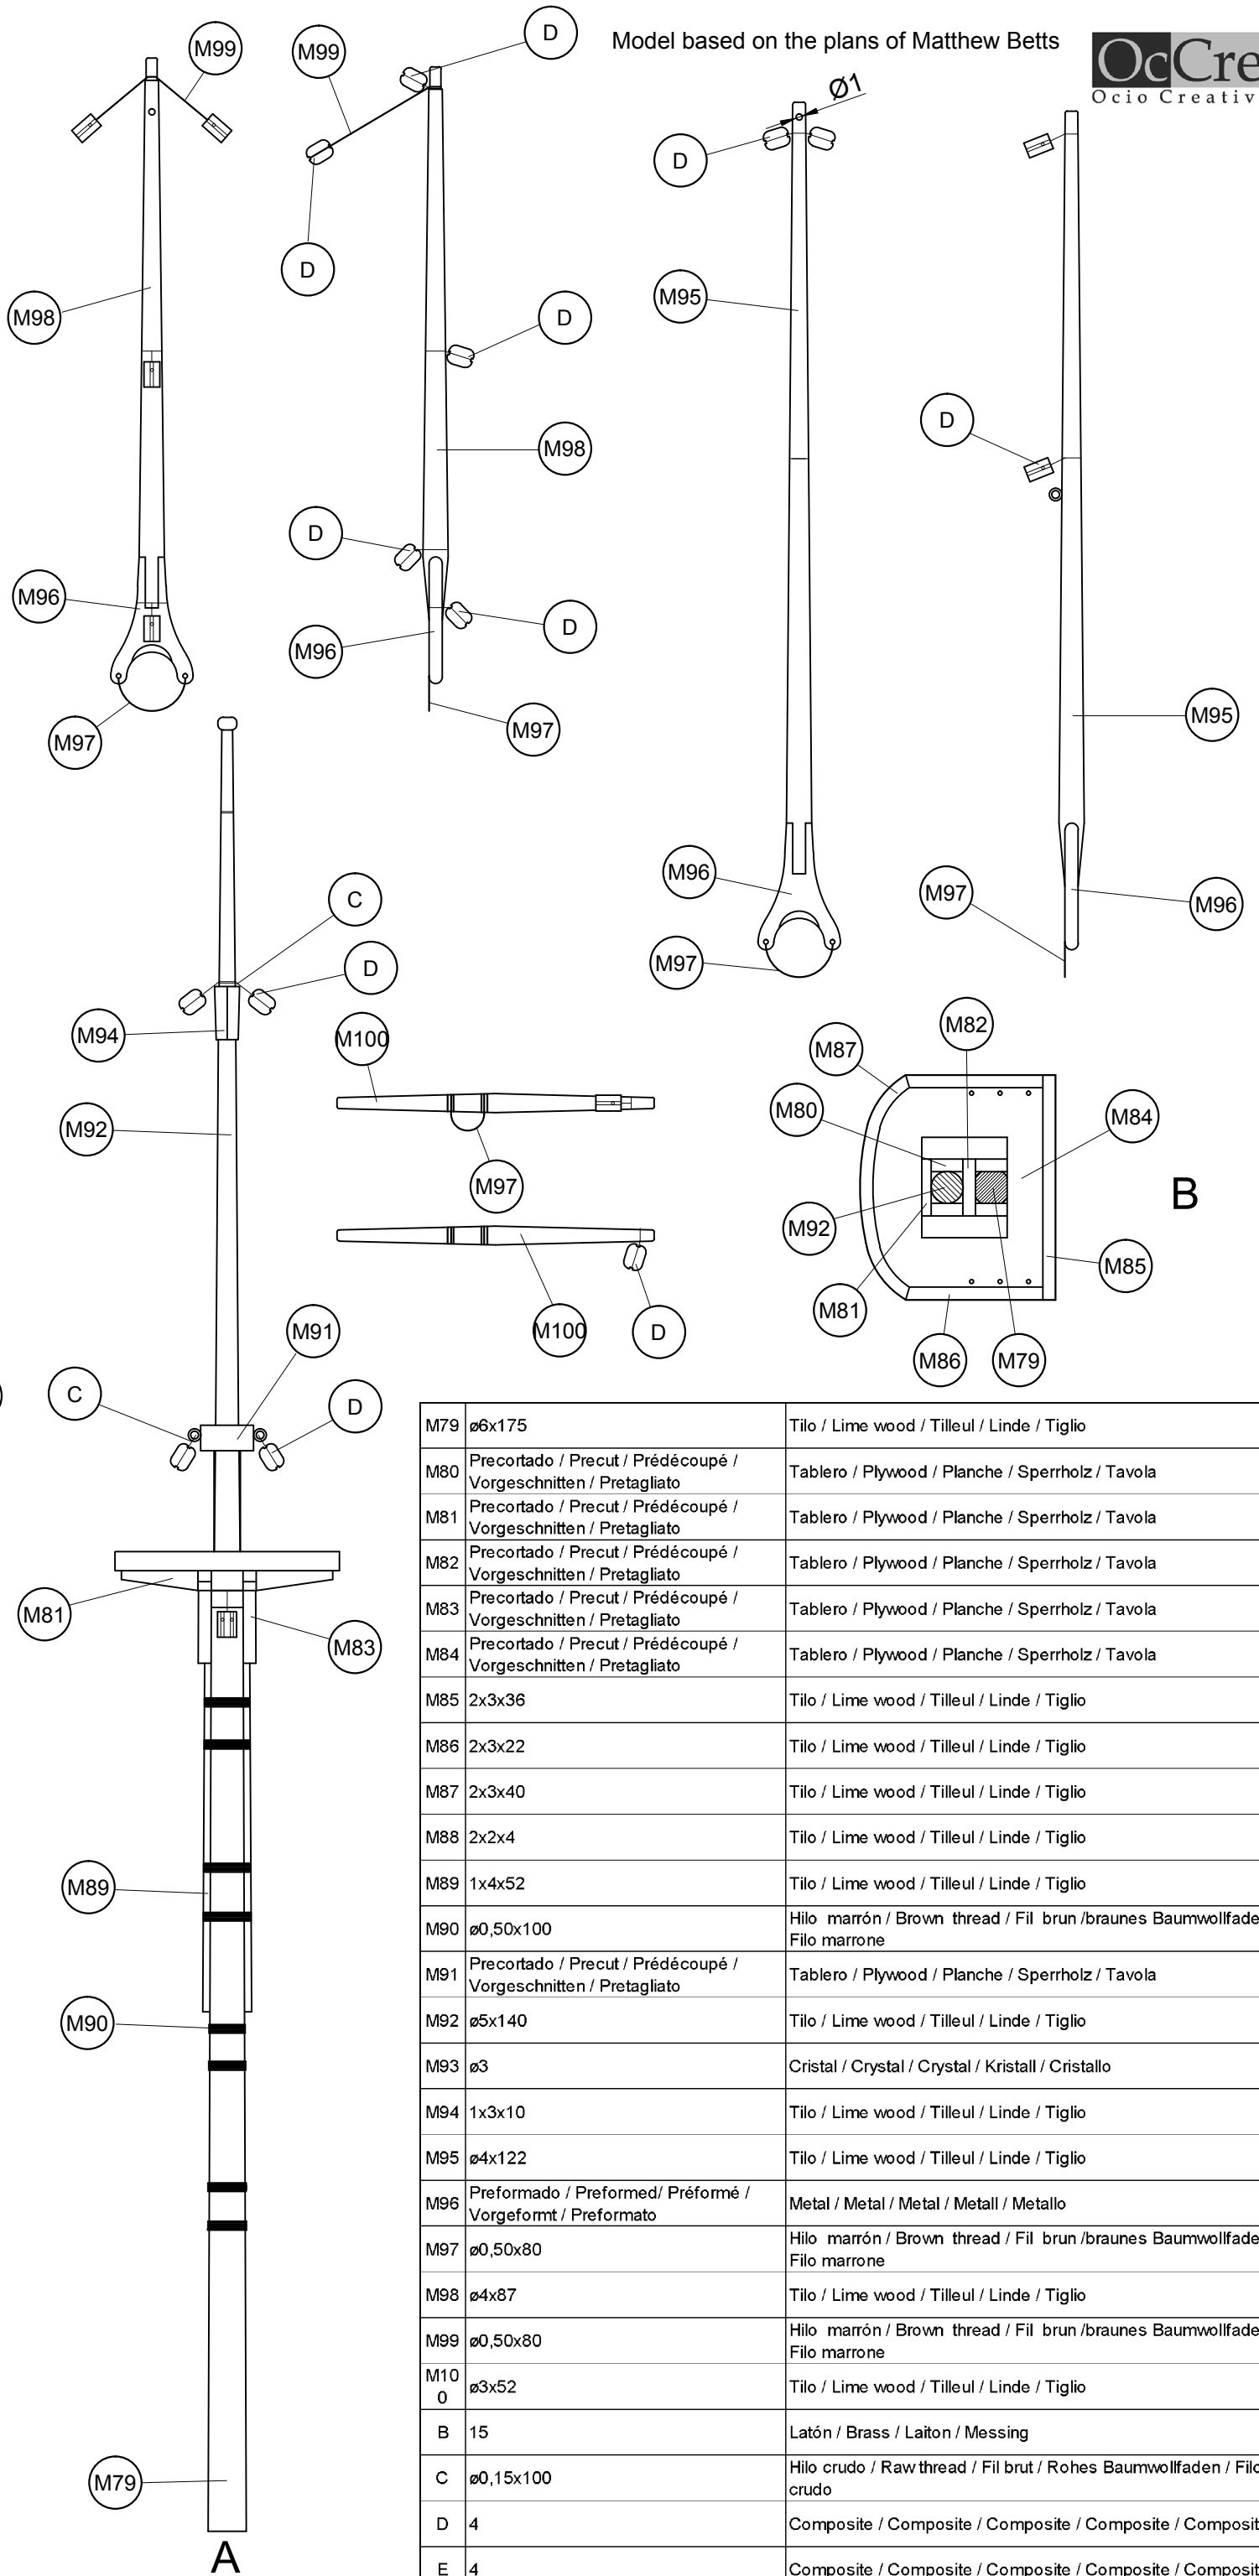 Model based on the plans of Matthew Betts
OcCre
Ocio Creativ
M99
M99
D
Ø1
D
D
M98
M95
D
D
D
M98
D
M96
M96
D
M97
M97
M95
M96
M97
M96
M97
C
D
M94
M92
M100
M97
M100
D
M82
M87
M80
M84
M92
M81
M85
M86
M79
B
M91
C
D
M81
M83
M89
M90
M79
A
M79 ø6x175 Tilo / Lime wood / Tilleul / Linde / Tiglio
M80 Precortado / Precut / Prédécoupé /
Vorgeschnitten / Pretagliato Tablero / Plywood / Planche / Sperrholz / Tavola
M81 Precortado / Precut / Prédécoupé /
Vorgeschnitten / Pretagliato Tablero / Plywood / Planche / Sperrholz / Tavola
M82 Precortado / Precut / Prédécoupé /
Vorgeschnitten / Pretagliato Tablero / Plywood / Planche / Sperrholz / Tavola
M83 Precortado / Precut / Prédécoupé /
Vorgeschnitten / Pretagliato Tablero / Plywood / Planche / Sperrholz / Tavola
M84 Precortado / Precut / Prédécoupé /
Vorgeschnitten / Pretagliato Tablero / Plywood / Planche / Sperrholz / Tavola
M85 2x3x36 Tilo / Lime wood / Tilleul / Linde / Tiglio
M86 2x3x22 Tilo / Lime wood / Tilleul / Linde / Tiglio
M87 2x3x40 Tilo / Lime wood / Tilleul / Linde / Tiglio
M88 2x2x4 Tilo / Lime wood / Tilleul / Linde / Tiglio
M89 1x4x52 Tilo / Lime wood / Tilleul / Linde / Tiglio
M90 ø0,50x100 Hilo marrón / Brown thread / Fil brun /braunes Baumwollfade
Filo marrone
M91 Precortado / Precut / Prédécoupé /
Vorgeschnitten / Pretagliato Tablero / Plywood / Planche / Sperrholz / Tavola
M92 ø5x140 Tilo / Lime wood / Tilleul / Linde / Tiglio
M93 ø3 Cristal / Crystal / Crystal / Kristall / Cristallo
M94 1x3x10 Tilo / Lime wood / Tilleul / Linde / Tiglio
M95 ø4x122 Tilo / Lime wood / Tilleul / Linde / Tiglio
M96 Preformado / Preformed/ Préformé /
Vorgeformt / Preformato Metal / Metal / Metal / Metall / Metallo
M97 ø0,50x80 Hilo marrón / Brown thread / Fil brun /braunes Baumwollfade
Filo marrone
M98 ø4x87 Tilo / Lime wood / Tilleul / Linde / Tiglio
M99 ø0,50x80 Hilo marrón / Brown thread / Fil brun /braunes Baumwollfade
Filo marrone
M10
0 ø3x52 Tilo / Lime wood / Tilleul / Linde / Tiglio
B 15 Latón / Brass / Laiton / Messing
C ø0,15x100 Hilo crudo / Raw thread / Fil brut / Rohes Baumwollfaden / Filo
crudo
D 4 Composite / Composite / Composite / Composite / Composit
E 4 Composite / Composite / Composite / Composite / Composit